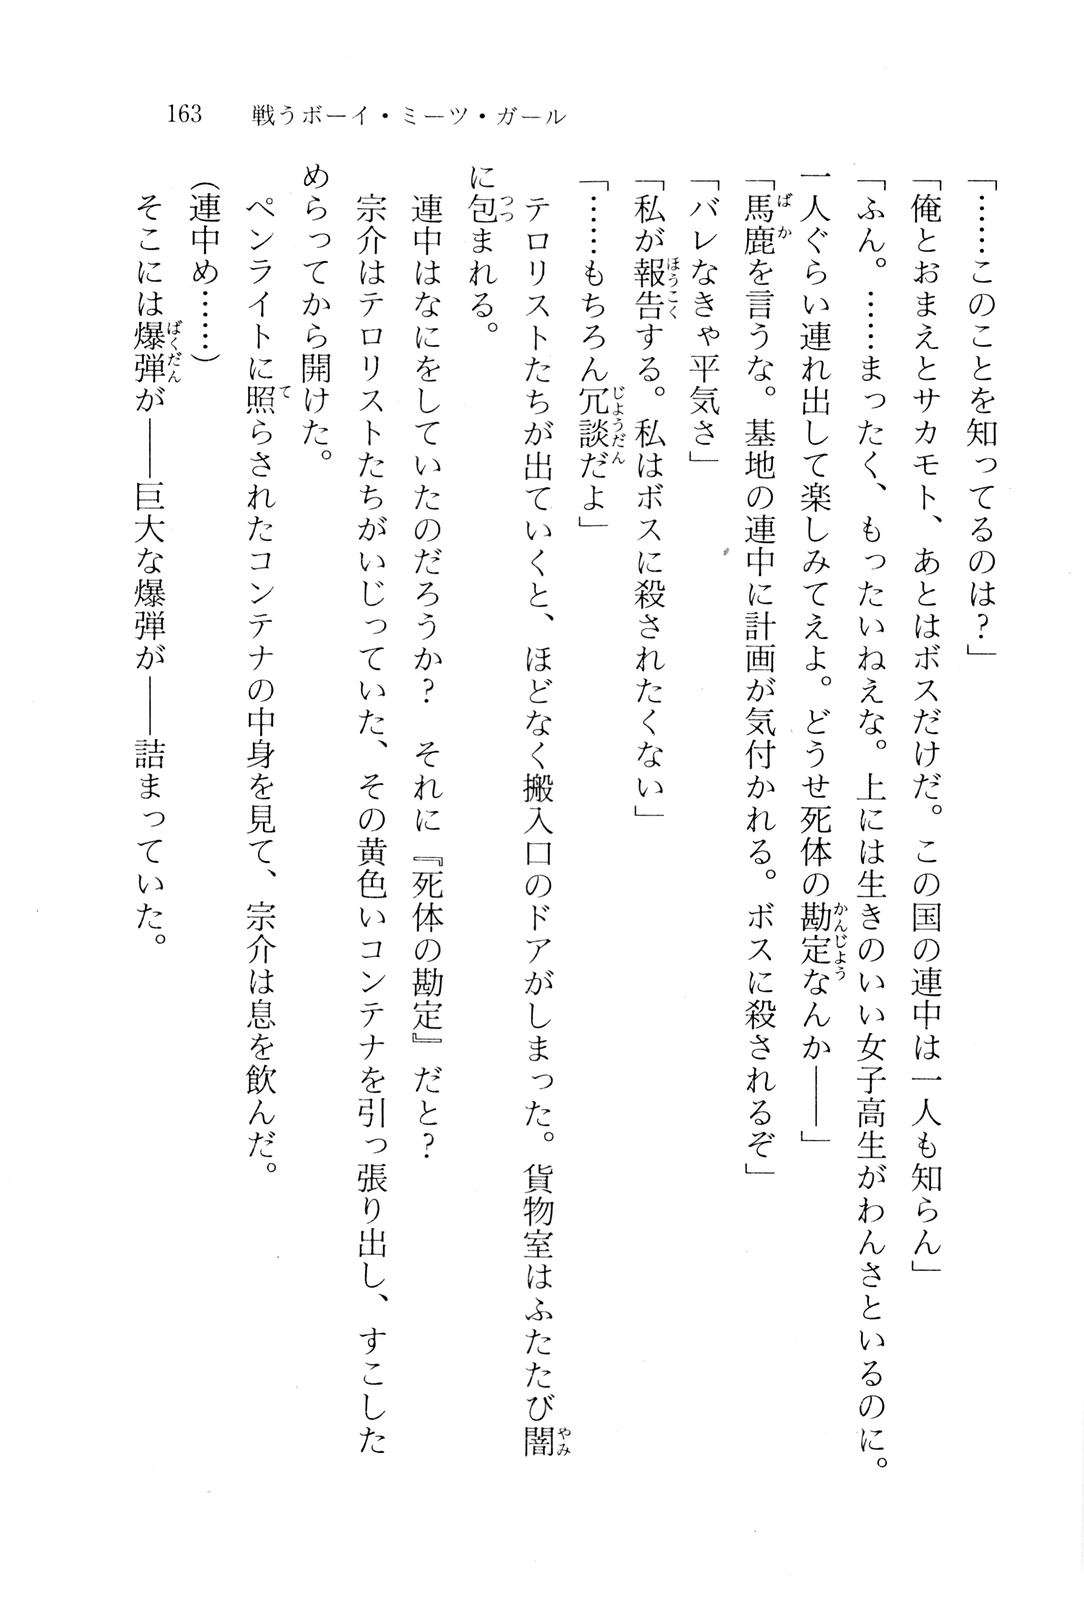 163　戦うボーイ・ミーツ・ガール
「……このことを知ってるのは？」
「俺とおまえとサカモト、あとはボスだけだ。この国の連中は一人も知らん」
「ふん。……まったく、もったいねえな。上には生きのいい女子高生がわんさといるのに。
一人ぐらい連れ出して楽しみてえよ。どうせ死体の勘定なんか――」
「馬鹿を言うな。基地の連中に計画が気付かれる。ボスに殺されるぞ」
「バレなきゃ平気さ」
「私が報告する。私はボスに殺されたくない」
「……もちろん冗談だよ」
　テロリストたちが出ていくと、ほどなく搬入口のドアがしまった。貨物室はふたたび闇
に包まれる。
　連中はなにをしていたのだろうか？　それに『死体の勘定』だと？
　宗介はテロリストたちがいじっていた、その黄色いコンテナを引っ張り出し、すこした
めらってから開けた。
　ペンライトに照らされたコンテナの中身を見て、宗介は息を飲んだ。
（連中め……）
　そこには爆弾が――巨大な爆弾が――詰まっていた。